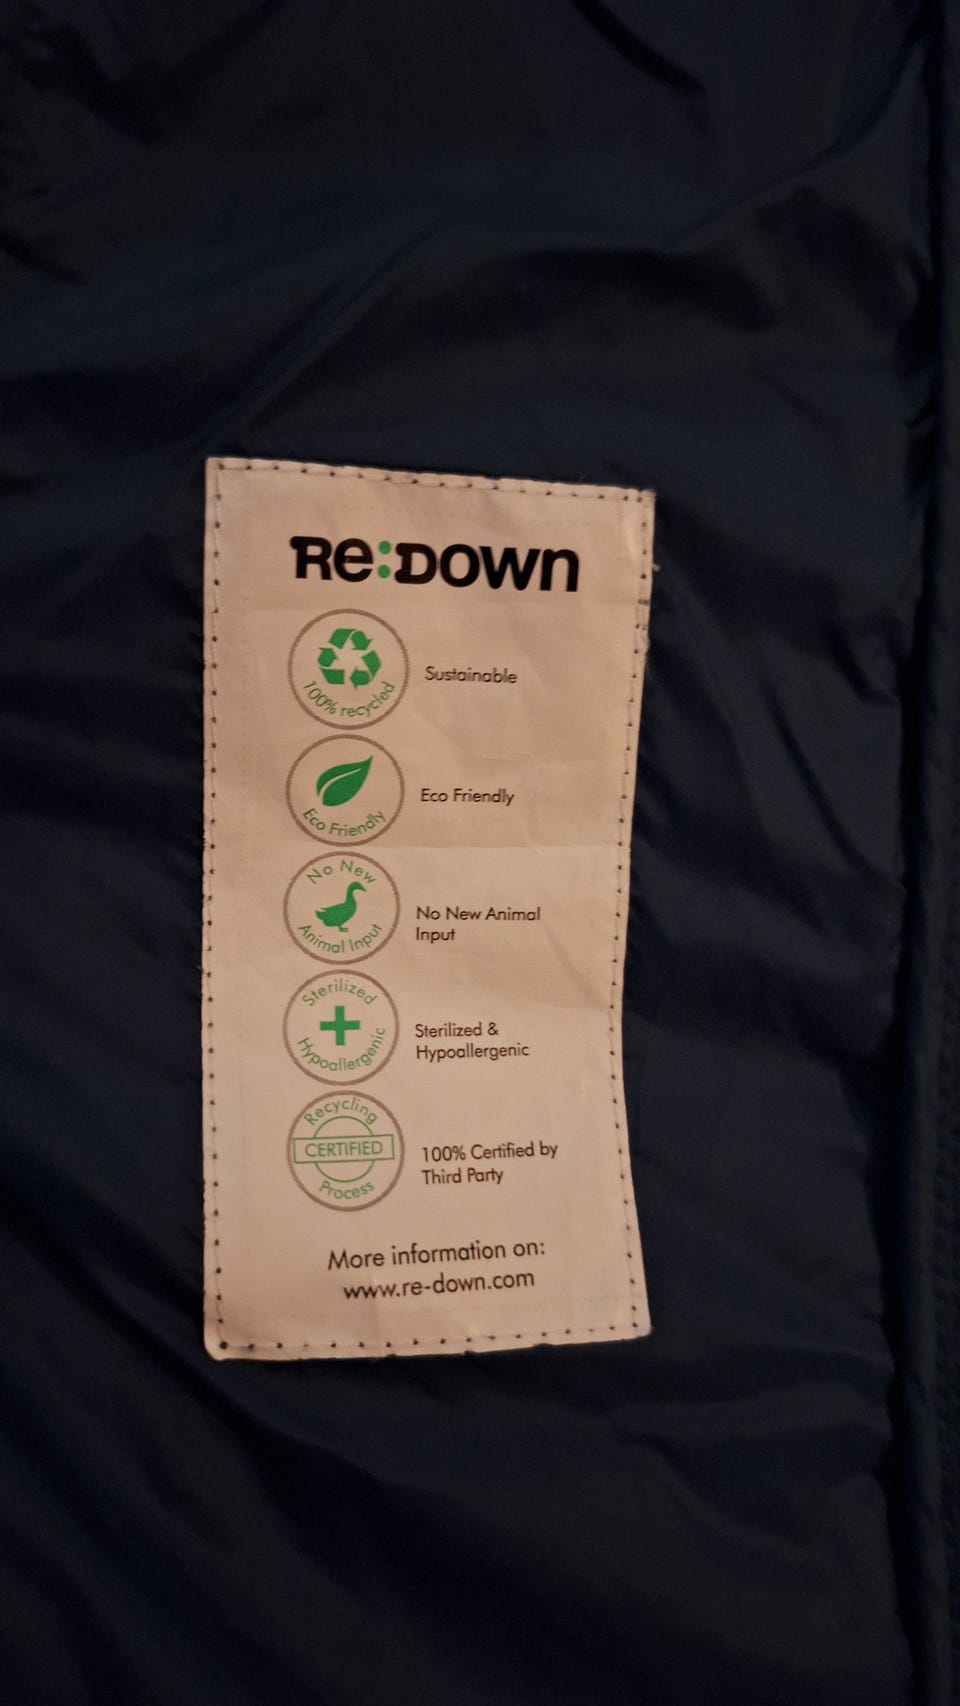 Re:DOWN
100% recycled
Sustainable
Eco Friendly
Eco Friendly
No New
Animal Input
No New Animal
Input
Sterilized
Hypoallergenic
Sterilized &
Hypoallergenic
Recycling
CERTIFIED
Process
100% Certified by
Third Party
More information on:
www.re-down.com